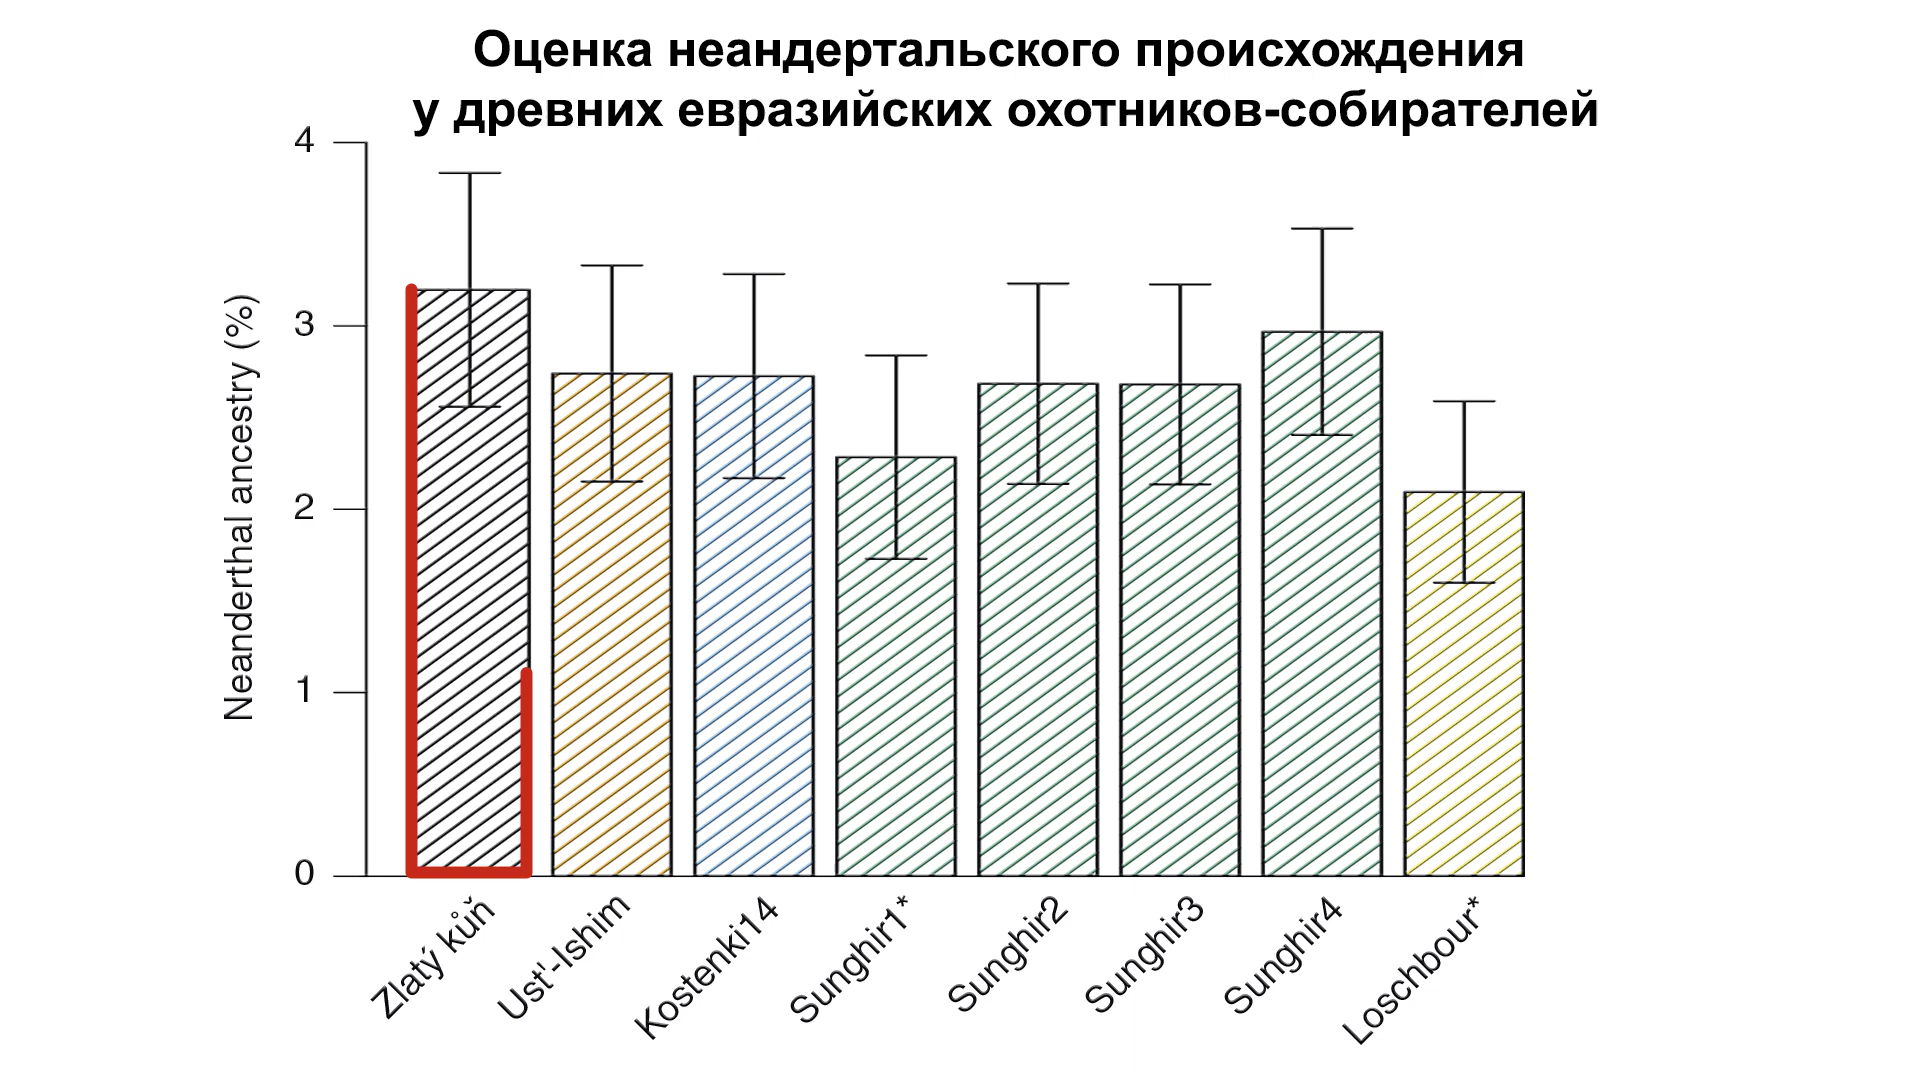 Оценка неандертальского происхождения
у древних евразийских охотников-собирателей
Neanderthal ancestry (%)
4
3
2
1
0
Zlatý kůň
Ust'-Ishim
Kostenki14
Sunghir1*
Sunghir2
Sunghir3
Sunghir4
Loschbour*